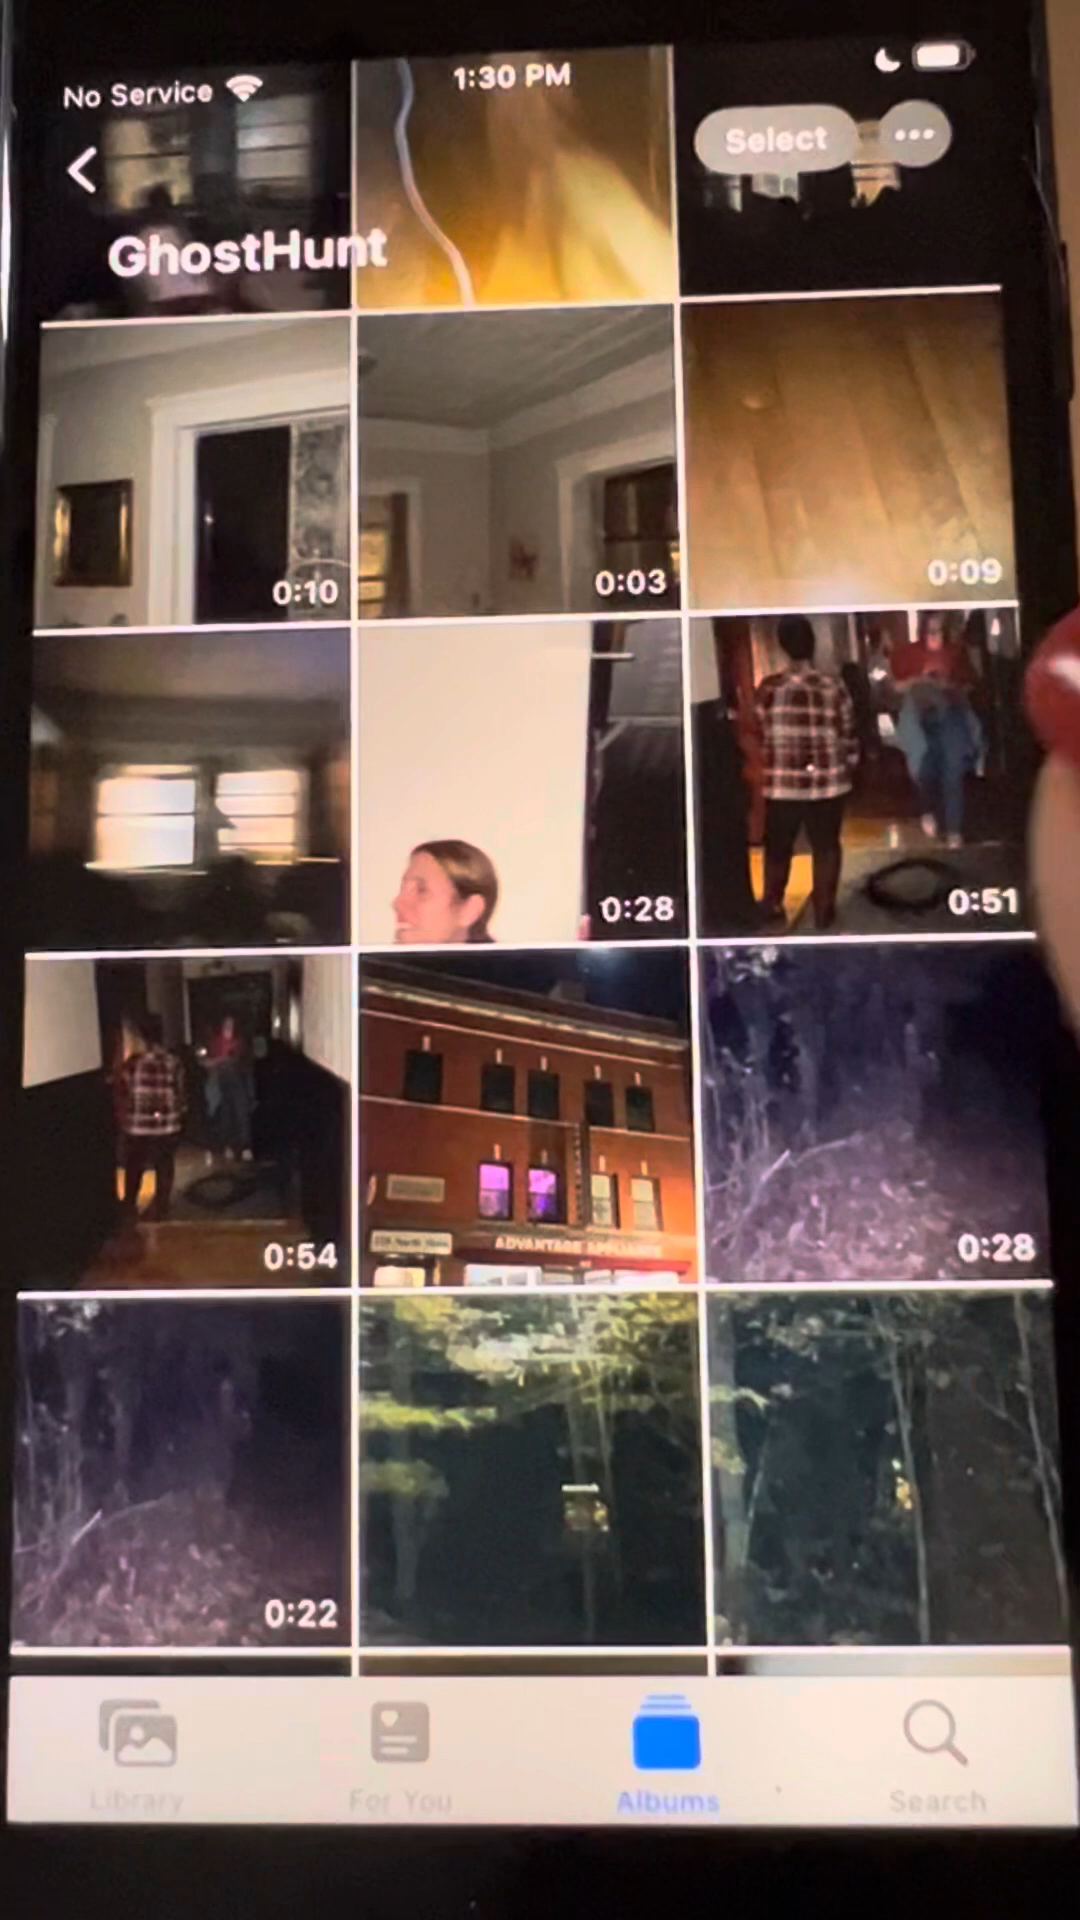 No Service
1:30 PM
Select
GhostHunt
0:10
0:03
0:09
0:28
0:51
0:54
ADVANTAGE APPLIANCE
0:28
0:22
Library
For You
Albums
Search